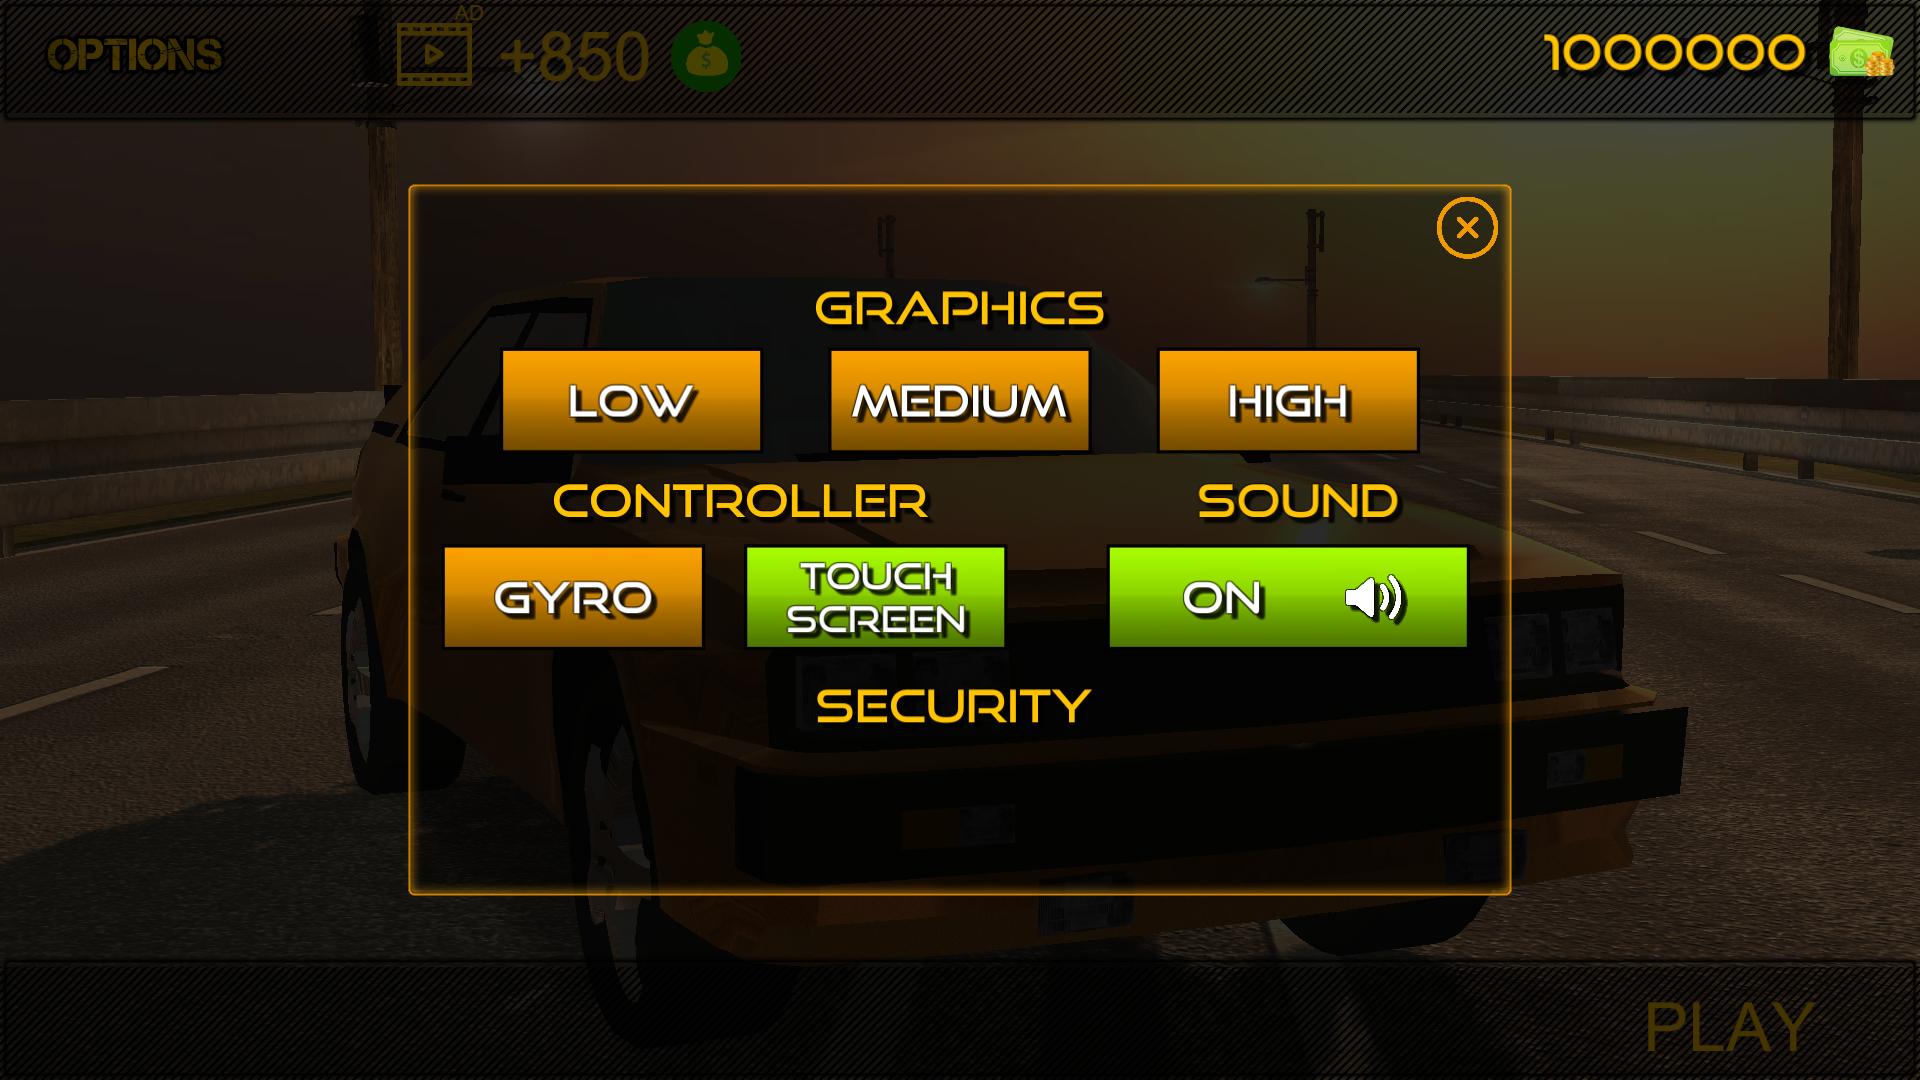 OPTIONS
AD
+850
1000000
GRAPHICS
LOW
MEDIUM
HIGH
CONTROLLER
SOUND
GYRO
TOUCH
SCREEN
ON
SECURITY
PLAY